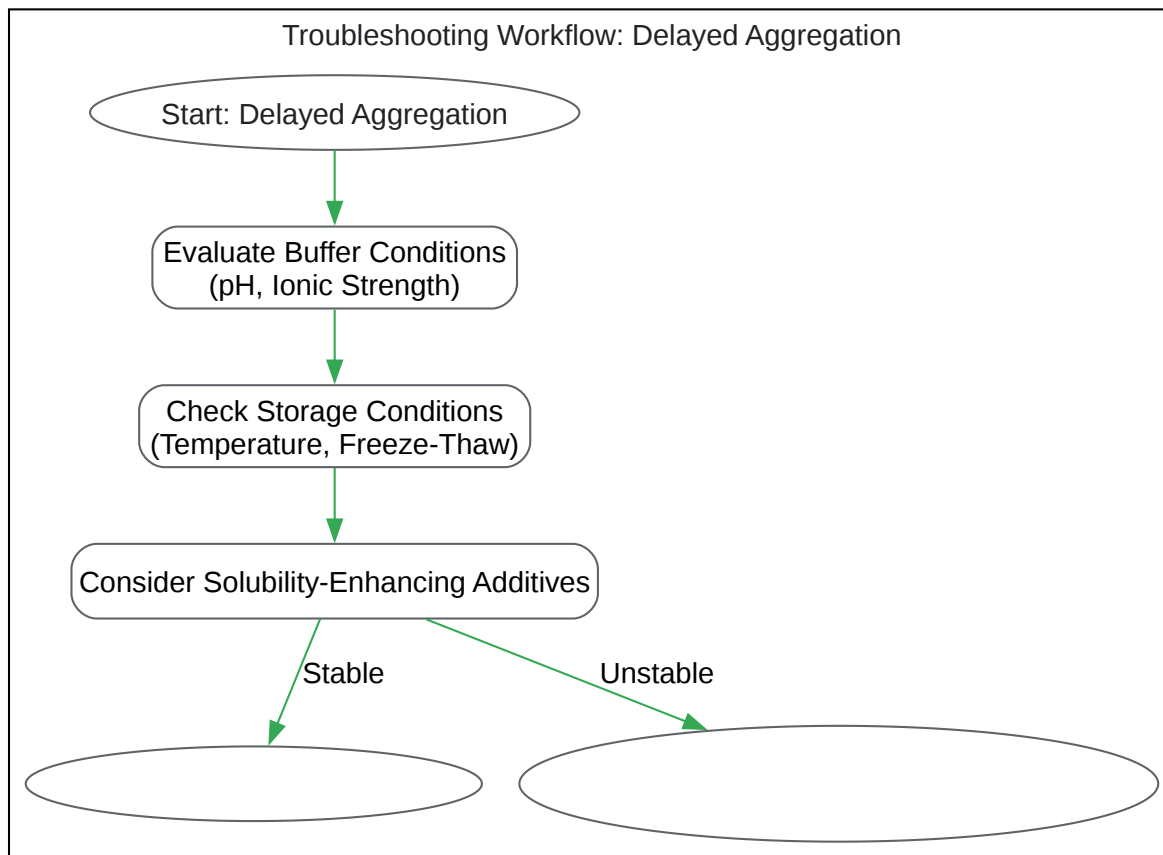 Troubleshooting Workflow: Delayed Aggregation
Start: Delayed Aggregation
Evaluate Buffer Conditions
(pH, Ionic Strength)
Check Storage Conditions
(Temperature, Freeze-Thaw)
Consider Solubility-Enhancing Additives
Stable
Unstable